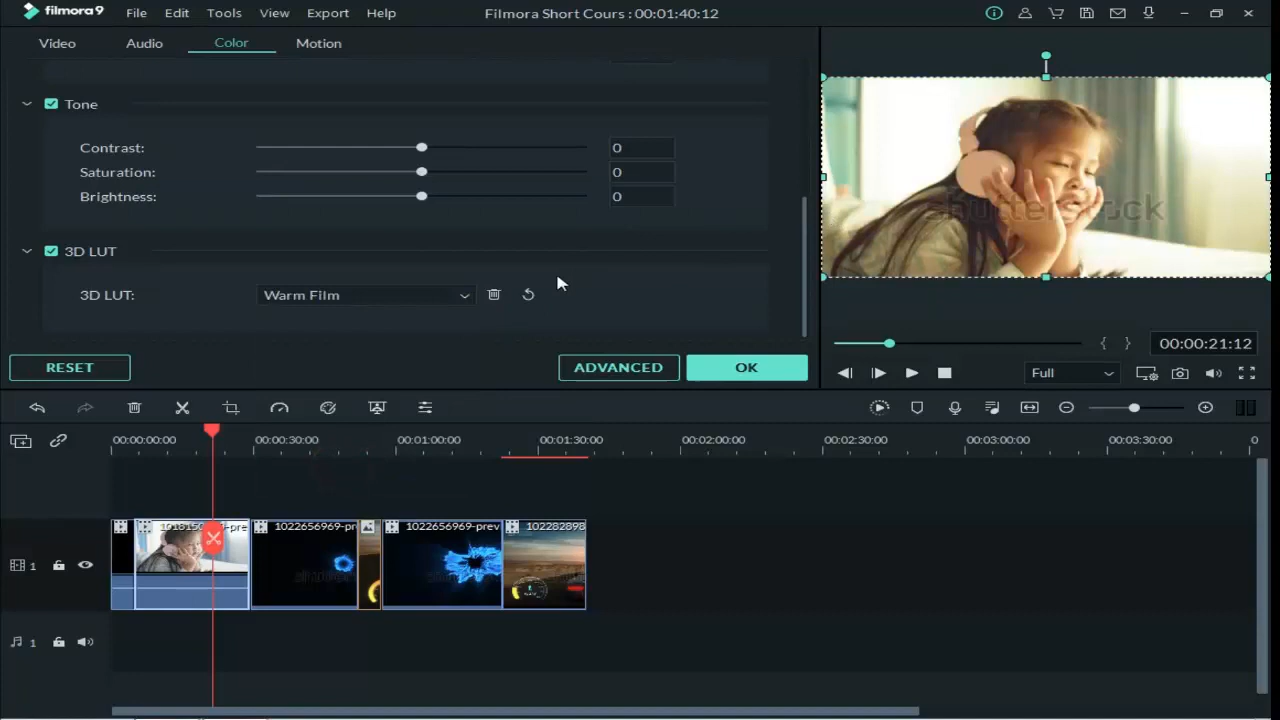 filmora9 File Edit Tools View Export Help Filmora Short Cours : 00:01:40:12
Video Audio Color Motion
Tone
Contrast: 0
Saturation: 0
Brightness: 0
3D LUT
3D LUT: Warm Film
RESET ADVANCED OK
shutterstock
{ } 00:00:21:12
Full
00:00:00:00 00:00:30:00 00:01:00:00 00:01:30:00 00:02:00:00 00:02:30:00 00:03:00:00 00:03:30:00 0
-pre 1022656969-pr 1022656969-prev 102282898
1
1